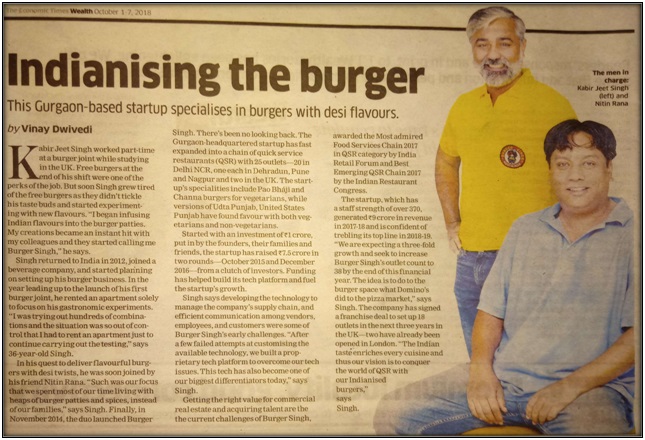 The Economic Times Wealth October 1-7, 2018
Indianising the burger
This Gurgaon-based startup specialises in burgers with desi flavours.
The men in
charge:
Kabir Jeet Singh
(left) and
Nitin Rana
by Vinay Dwivedi
Kabir Jeet Singh worked part-time
at a burger joint while studying
in the UK. Free burgers at the
end of his shift were one of the
perks of the job. But soon Singh grew tired
of the free burgers as they didn't tickle
his taste buds and started experiment-
ing with new flavours. "I began infusing
Indian flavours into the burger patties.
My creations became an instant hit with
my colleagues and they started calling me
Burger Singh," he says.
Singh returned to India in 2012, joined a
beverage company, and started planning
on setting up his burger business. In the
year leading up to the launch of his first
burger joint, he rented an apartment solely
to focus on his gastronomic experiments.
"I was trying out hundreds of combina-
tions and the situation was so out of con-
trol that I had to rent an apartment just to
continue carrying out the testing," says
36-year-old Singh.
In his quest to deliver flavourful burg-
ers with desi twists, he was soon joined by
his friend Nitin Rana. "Such was our focus
that we spent most of our time living with
heaps of burger patties and spices, instead
of our families," says Singh. Finally, in
November 2014, the duo launched Burger
Singh. There's been no looking back. The
Gurgaon-headquartered startup has fast
expanded into a chain of quick service
restaurants (QSR) with 25 outlets—20 in
Delhi NCR, one each in Dehradun, Pune
and Nagpur and two in the UK. The start-
up's specialities include Pao Bhaji and
Channa burgers for vegetarians, while
versions of Udta Punjab, United States
Punjab have found favour with both veg-
etarians and non-vegetarians.
Started with an investment of ₹1 crore,
put in by the founders, their families and
friends, the startup has raised ₹7.5 crore in
two rounds—October 2015 and December
2016—from a clutch of investors. Funding
has helped build its tech platform and fuel
the startup's growth.
Singh says developing the technology to
manage the company's supply chain, and
efficient communication among vendors,
employees, and customers were some of
Burger Singh's early challenges. "After
a few failed attempts at customising the
available technology, we built a prop-
rietary tech platform to overcome our tech
issues. This tech has also become one of
our biggest differentiators today," says
Singh.
Getting the right value for commercial
real estate and acquiring talent are the
the current challenges of Burger Singh,
awarded the Most admired
Food Services Chain 2017
in QSR category by India
Retail Forum and Best
Emerging QSR Chain 2017
by the Indian Restaurant
Congress.
The startup, which has
a staff strength of over 370,
generated ₹9 crore in revenue
in 2017-18 and is confident of
trebling its top line in 2018-19.
"We are expecting a three-fold
growth and seek to increase
Burger Singh's outlet count to
38 by the end of this financial
year. The idea is to do to the
burger space what Domino's
did to the pizza market," says
Singh. The company has signed
a franchise deal to set up 18
outlets in the next three years in
the UK—two have already been
opened in London. "The Indian
taste enriches every cuisine and
thus our vision is to conquer
the world of QSR with
our Indianised
burgers,"
says
Singh.